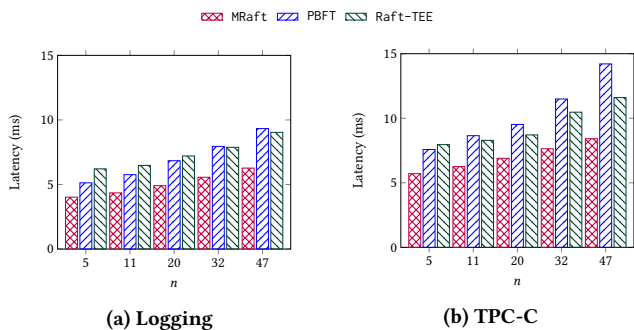 MRaft PBFT Raft-TEE
15
10
5
0
Latency (ms)
5 11 20 32 47
n
(a) Logging
15
10
5
0
Latency (ms)
5 11 20 32 47
n
(b) TPC-C